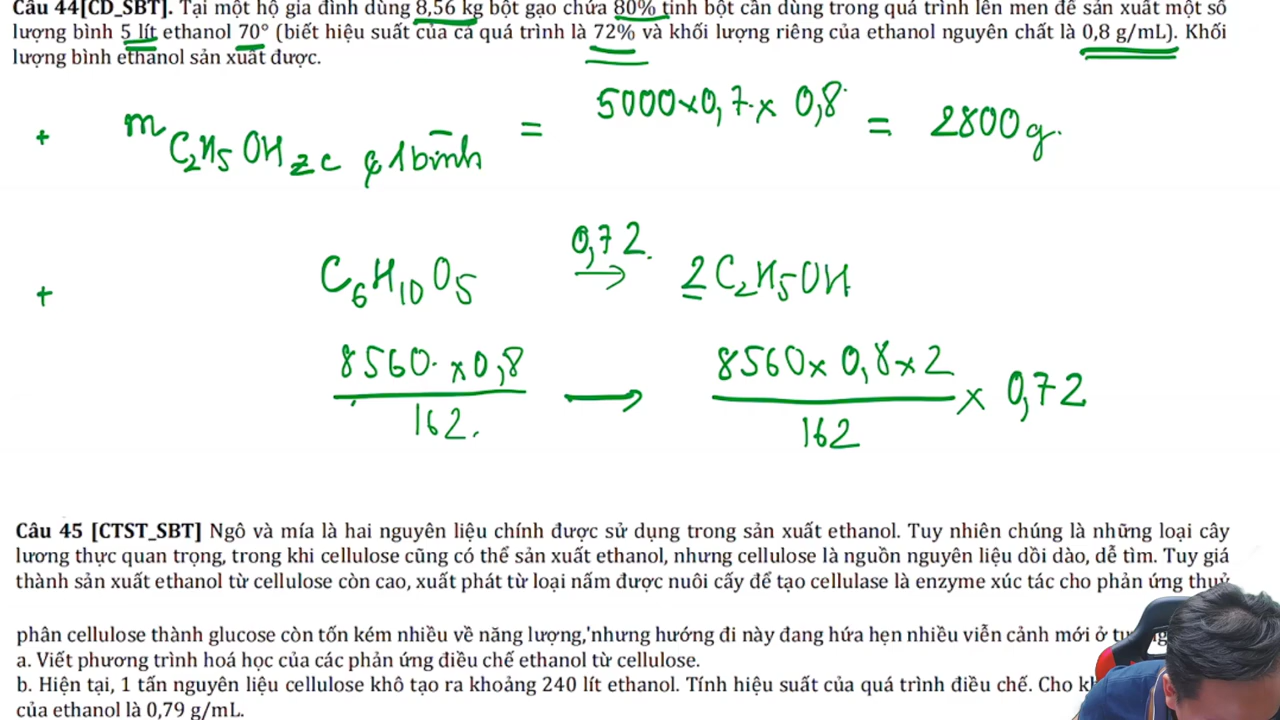 Câu 44[CD_SBT]. Tại một hộ gia đình dùng 8,56 kg bột gạo chứa 80% tinh bột cần dùng trong quá trình lên men để sản xuất một số
lượng bình 5 lít ethanol 70° (biết hiệu suất của cả quá trình là 72% và khối lượng riêng của ethanol nguyên chất là 0,8 g/mL). Khối
lượng bình ethanol sản xuất được.
+ m C₂H₅OH zc ç 1 bình = 5000 x 0,7 x 0,8 = 2800g.
+ C₆H₁₀O₅ 0,72 → 2C₂H₅OH
8560 x 0,8 / 162 → 8560 x 0,8 x 2 / 162 x 0,72
Câu 45 [CTST_SBT] Ngô và mía là hai nguyên liệu chính được sử dụng trong sản xuất ethanol. Tuy nhiên chúng là những loại cây
lương thực quan trọng, trong khi cellulose cũng có thể sản xuất ethanol, nhưng cellulose là nguồn nguyên liệu dồi dào, dễ tìm. Tuy giá
thành sản xuất ethanol từ cellulose còn cao, xuất phát từ loại nấm được nuôi cấy để tạo cellulase là enzyme xúc tác cho phản ứng thuỷ
phân cellulose thành glucose còn tốn kém nhiều về năng lượng,'nhưng hướng đi này đang hứa hẹn nhiều viễn cảnh mới ở
a. Viết phương trình hoá học của các phản ứng điều chế ethanol từ cellulose.
b. Hiện tại, 1 tấn nguyên liệu cellulose khô tạo ra khoảng 240 lít ethanol. Tính hiệu suất của quá trình điều chế. Cho
của ethanol là 0,79 g/mL.